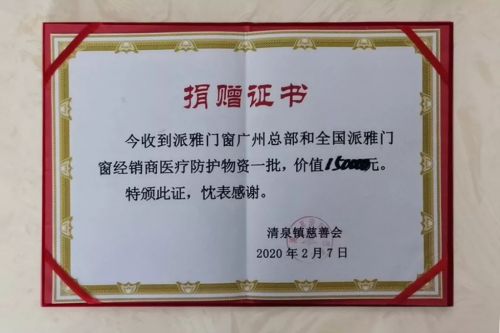 捐赠证书
今收到派雅门窗广州总部和全国派雅门
窗经销商医疗防护物资一批，价值元。
特颁此证，忱表感谢。
清泉镇慈善会
2020年2月7日